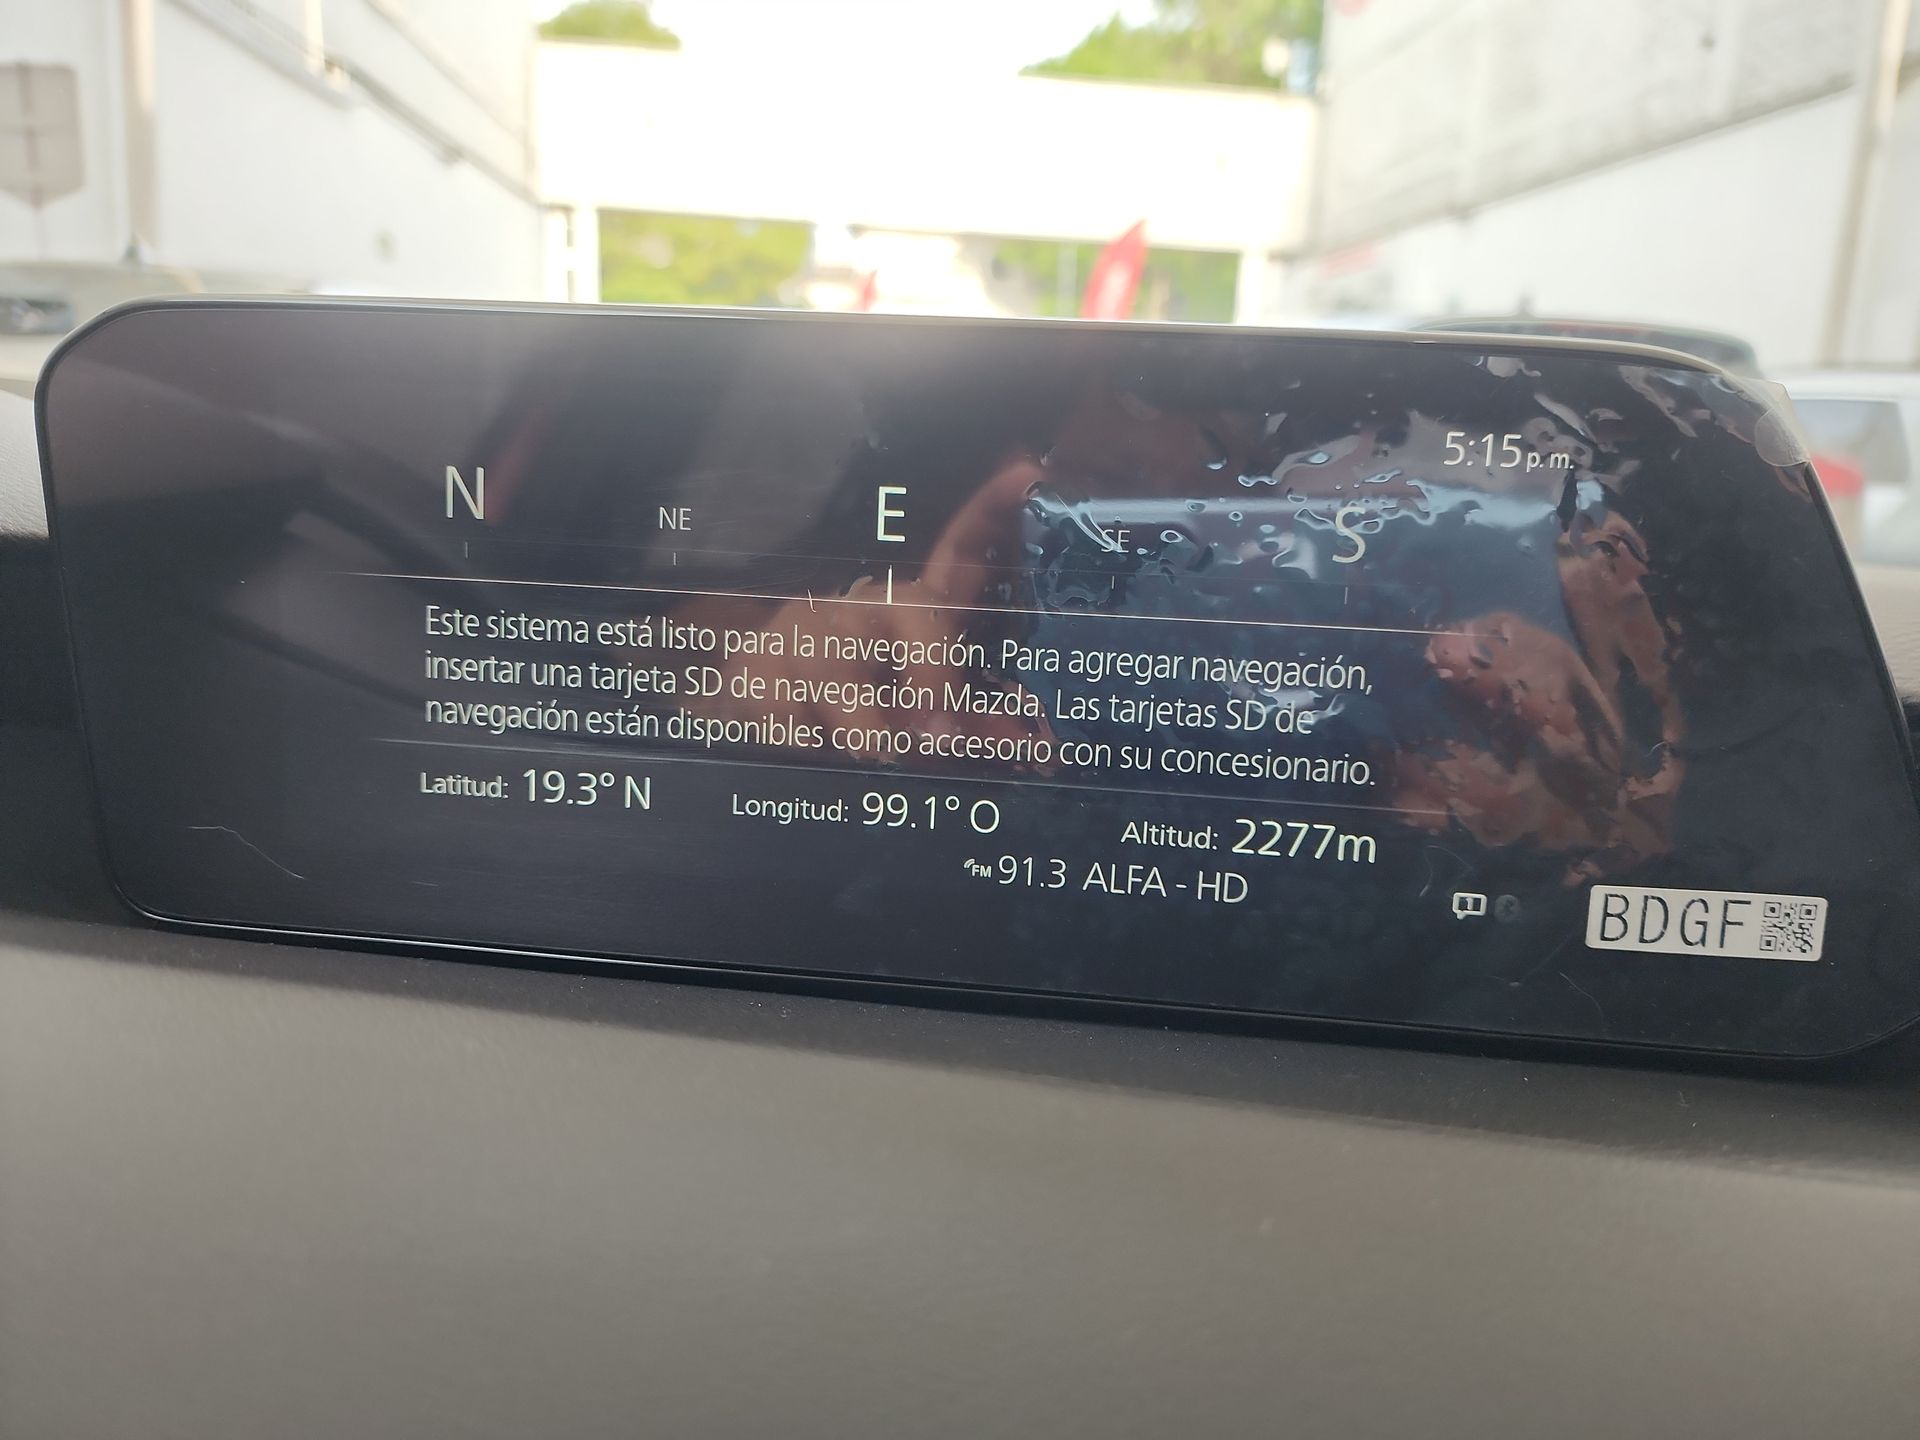 5:15 p. m.
N NE E SE S
Este sistema está listo para la navegación. Para agregar navegación,
insertar una tarjeta SD de navegación Mazda. Las tarjetas SD de
navegación están disponibles como accesorio con su concesionario.
Latitud: 19.3° N Longitud: 99.1° O Altitud: 2277m
FM 91.3 ALFA - HD
1
BDGF